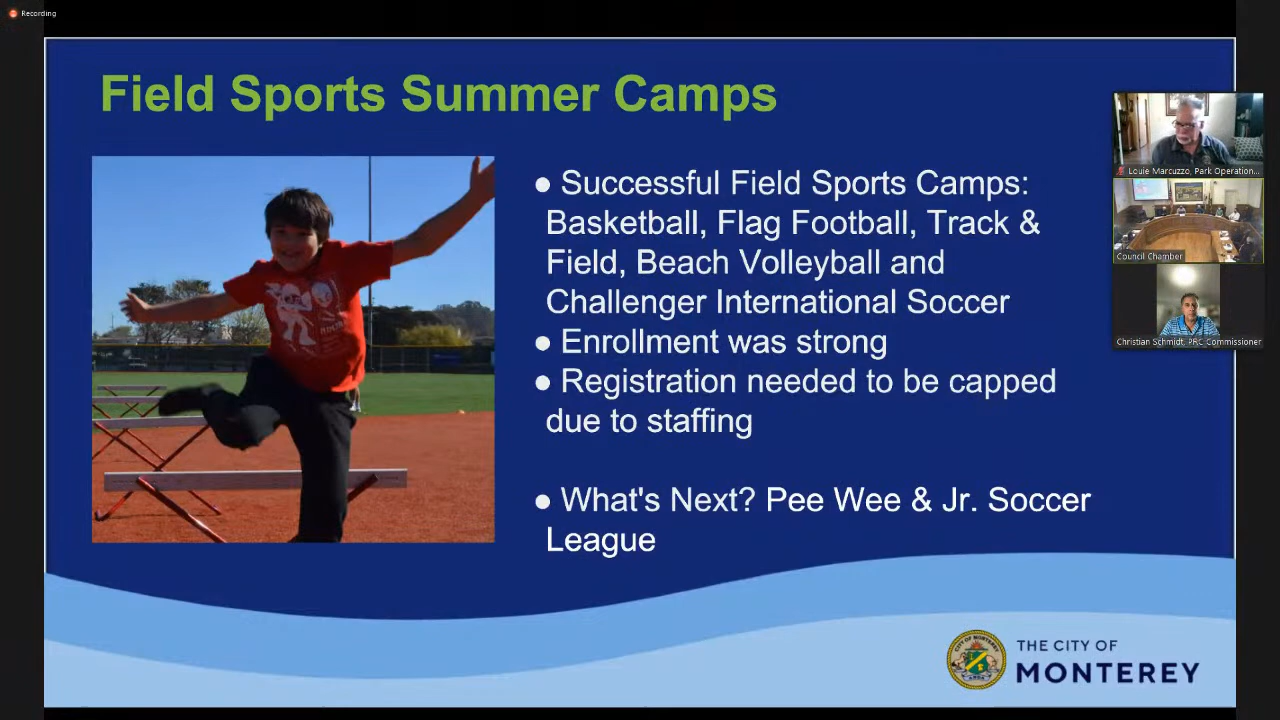 Recording
Field Sports Summer Camps
● Successful Field Sports Camps:
Basketball, Flag Football, Track &
Field, Beach Volleyball and
Challenger International Soccer
● Enrollment was strong
● Registration needed to be capped
due to staffing
● What's Next? Pee Wee & Jr. Soccer
League
Louie Marcuzzo, Park Operation...
Council Chamber
Christian Schmidt, PRC Commissioner
THE CITY OF
MONTEREY